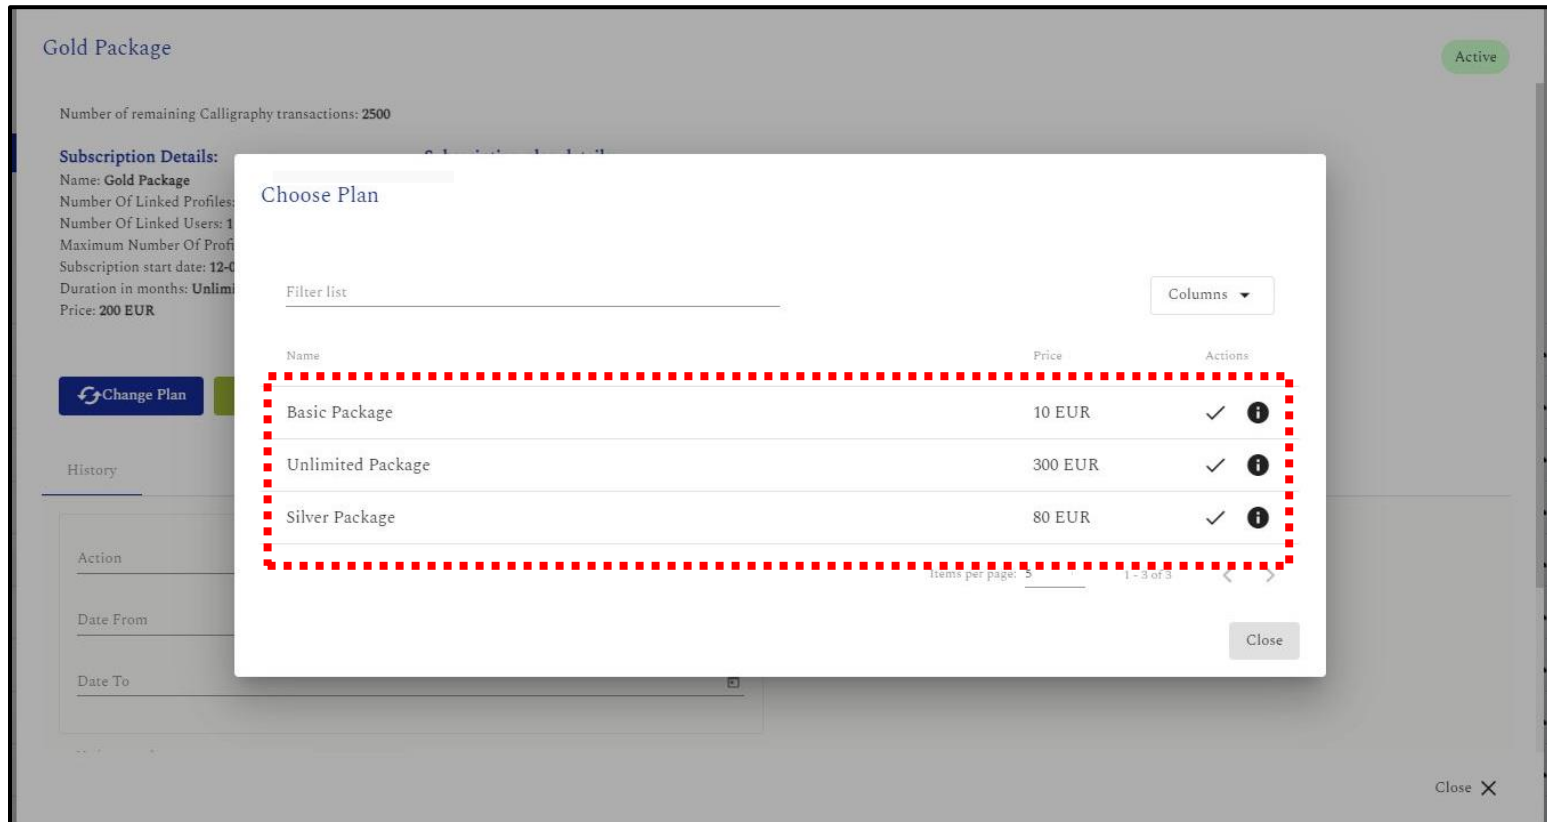 Gold Package
Active
Number of remaining Calligraphy transactions: 2500
Subscription Details:
Name: Gold Package
Number Of Linked Profiles:
Number Of Linked Users: 1
Maximum Number Of
Subscription start date:
Duration in months:
Price: 200 EUR
Change Plan
History
Action
Date From
Date To
Choose Plan
Filter list
Columns
Name Price Actions
Basic Package 10 EUR
Unlimited Package 300 EUR
Silver Package 80 EUR
Items per page: 5 1 - 3 of 3
Close
Close